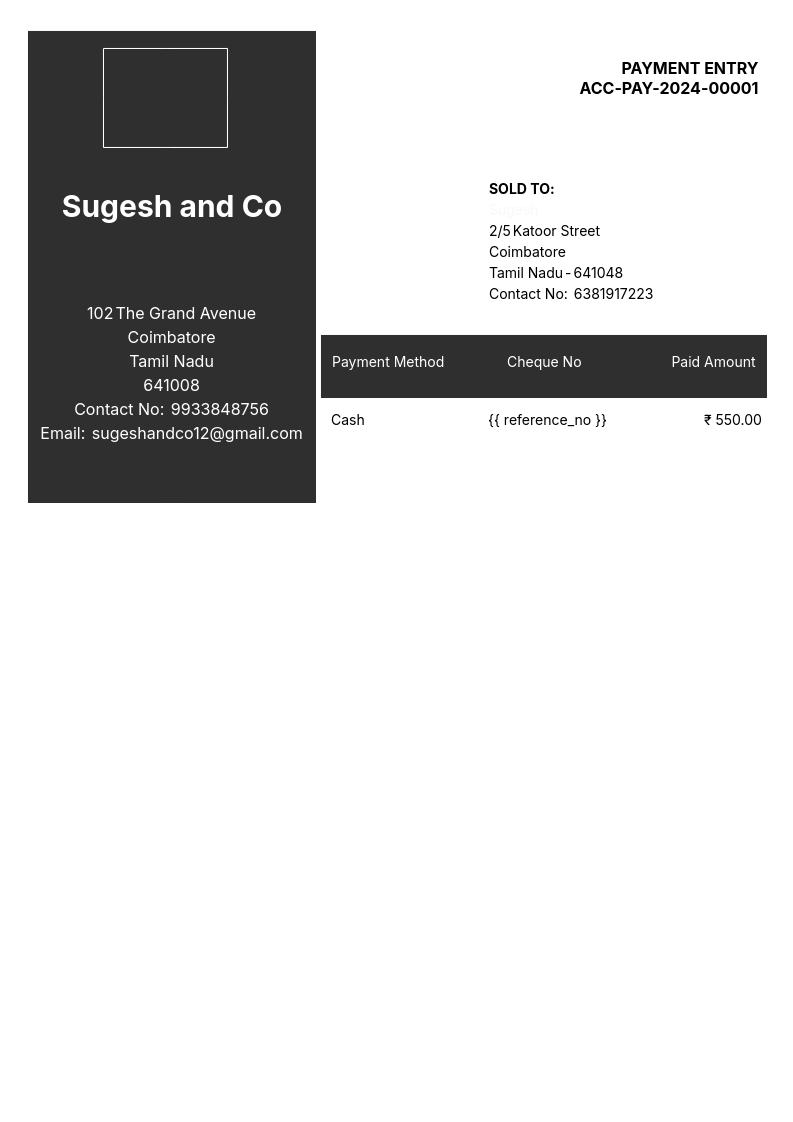 Sugesh and Co
102 The Grand Avenue
Coimbatore
Tamil Nadu
641008
Contact No: 9933848756
Email: sugeshandco12@gmail.com
PAYMENT ENTRY
ACC-PAY-2024-00001
SOLD TO:
Sugesh
2/5 Katoor Street
Coimbatore
Tamil Nadu - 641048
Contact No: 6381917223
Payment Method Cheque No Paid Amount
Cash {{ reference_no }} ₹ 550.00